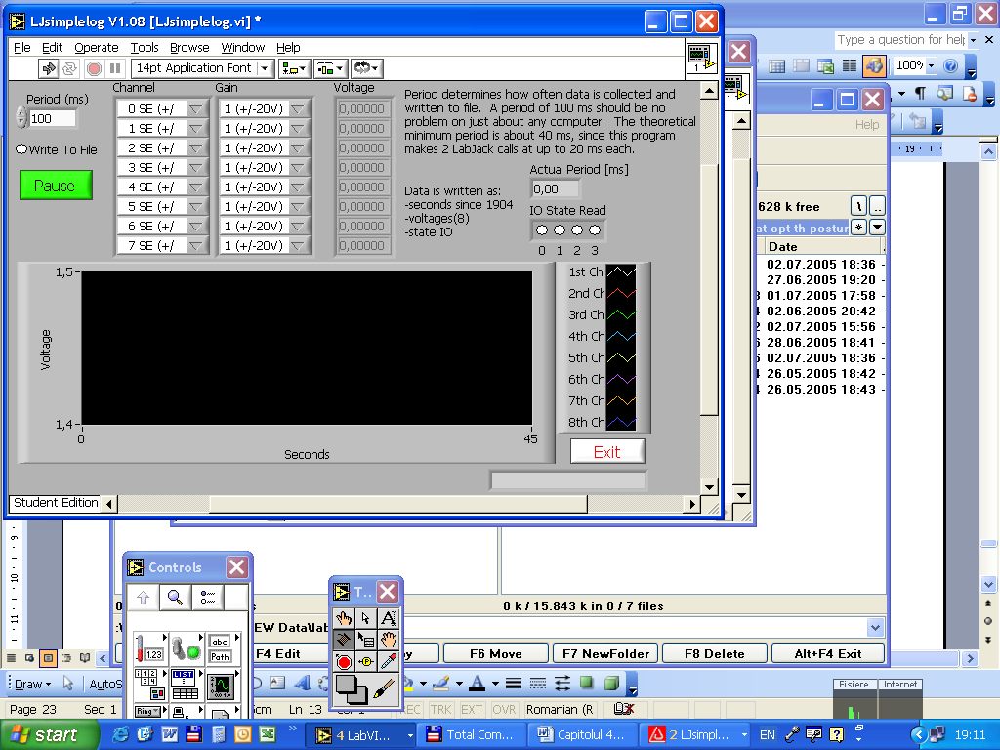 LJsimplelog V1.08 [LJsimplelog.vi] *
File Edit Operate Tools Browse Window Help
14pt Application Font
1
Type a question for help
100%
Help
Period (ms)
100
Write To File
Pause
Channel
0 SE (+/
1 SE (+/
2 SE (+/
3 SE (+/
4 SE (+/
5 SE (+/
6 SE (+/
7 SE (+/
Gain
1 (+/-20V)
1 (+/-20V)
1 (+/-20V)
1 (+/-20V)
1 (+/-20V)
1 (+/-20V)
1 (+/-20V)
1 (+/-20V)
Voltage
0,00000
0,00000
0,00000
0,00000
0,00000
0,00000
0,00000
0,00000
Period determines how often data is collected and
written to file. A period of 100 ms should be no
problem on just about any computer. The theoretical
minimum period is about 40 ms, since this program
makes 2 LabJack calls at up to 20 ms each.
Data is written as:
-seconds since 1904
-voltages(8)
-state IO
Actual Period [ms]
0,00
IO State Read
0 1 2 3
1,5
Voltage
1,4
0
45
Seconds
1st Ch
2nd Ch
3rd Ch
4th Ch
5th Ch
6th Ch
7th Ch
8th Ch
Exit
Student Edition
1
· 19 ·
628 k free
\
..
at opt th postur
*
Date
02.07.2005 18:36
27.06.2005 19:20
01.07.2005 17:58
02.06.2005 20:42
02.07.2005 15:56
28.06.2005 18:41
02.07.2005 18:36
26.05.2005 18:42
26.05.2005 18:43
9
10
11
0 k / 15.843 k in 0 / 7 files
EW Data\lab
F4 Edit
F6 Move
F7 NewFolder
F8 Delete
Alt+F4 Exit
Controls
1.23
abc
Path
1 2
3 4
LIST
Ring
T..
Draw
AutoS
Page 23 Sec 1
cm Ln 13
REC TRK EXT OVR Romanian (R
Fisiere Internet
start
4 LabVI...
Total Com...
Capitolul 4...
2 LJsimpl...
EN
19:11